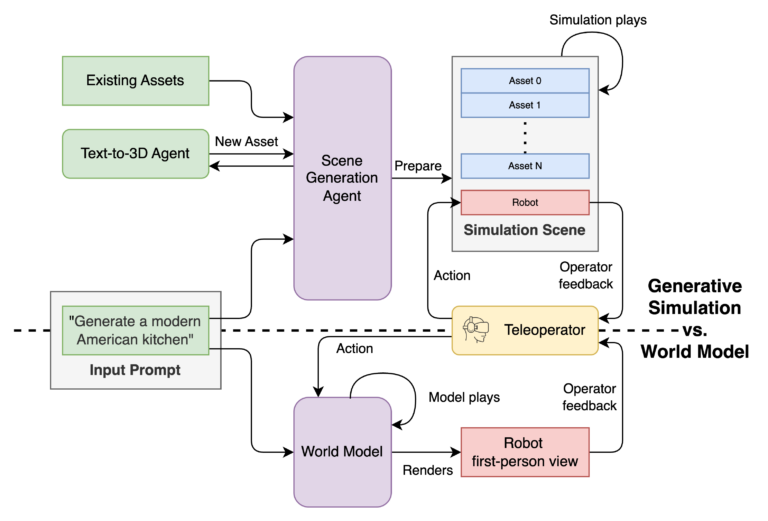 Simulation plays
Existing Assets
Asset 0
Asset 1
New Asset
Text-to-3D Agent
Scene
Generation
Agent
Prepare
Asset N
Robot
Simulation Scene
Action
Operator
feedback
Generative
Simulation
vs.
World Model
"Generate a modern
American kitchen"
Input Prompt
Teleoperator
Action
Model plays
Operator
feedback
World Model
Renders
Robot
first-person view